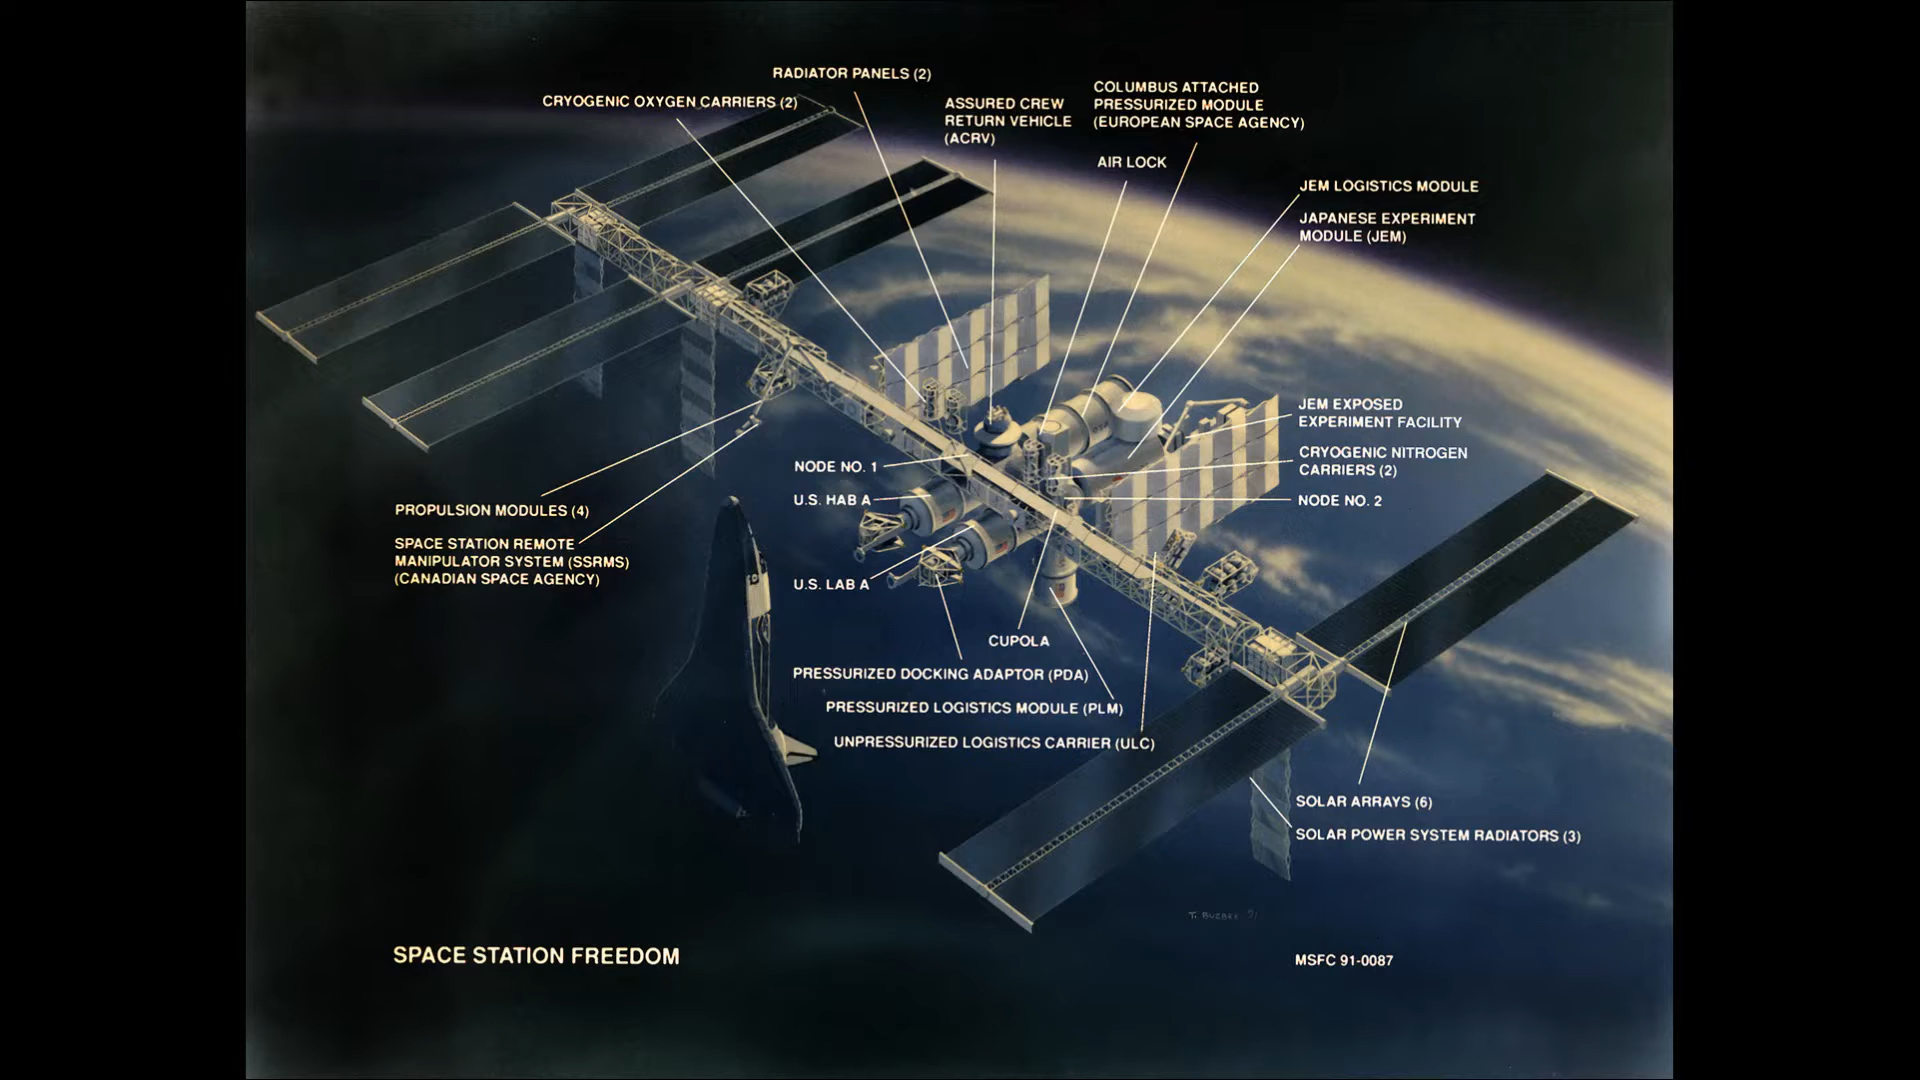 RADIATOR PANELS (2)
CRYOGENIC OXYGEN CARRIERS (2)
ASSURED CREW
RETURN VEHICLE
(ACRV)
COLUMBUS ATTACHED
PRESSURIZED MODULE
(EUROPEAN SPACE AGENCY)
AIR LOCK
JEM LOGISTICS MODULE
JAPANESE EXPERIMENT
MODULE (JEM)
JEM EXPOSED
EXPERIMENT FACILITY
CRYOGENIC NITROGEN
CARRIERS (2)
NODE NO. 2
NODE NO. 1
U.S. HAB A
U.S. LAB A
PROPULSION MODULES (4)
SPACE STATION REMOTE
MANIPULATOR SYSTEM (SSRMS)
(CANADIAN SPACE AGENCY)
CUPOLA
PRESSURIZED DOCKING ADAPTOR (PDA)
PRESSURIZED LOGISTICS MODULE (PLM)
UNPRESSURIZED LOGISTICS CARRIER (ULC)
SOLAR ARRAYS (6)
SOLAR POWER SYSTEM RADIATORS (3)
T. BUZBEE 91
SPACE STATION FREEDOM
MSFC 91-0087